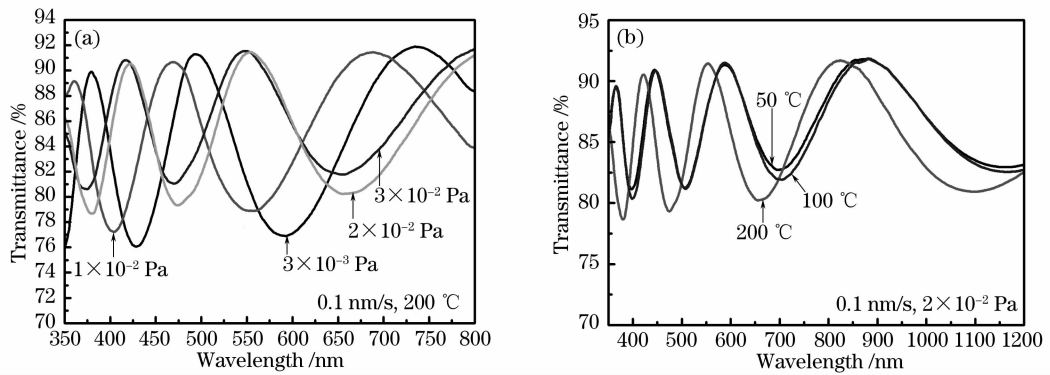 94
92
90
88
86
84
82
80
78
76
74
72
70
Transmittance /%
(a)
3×10⁻² Pa
2×10⁻² Pa
1×10⁻² Pa
3×10⁻³ Pa
0.1 nm/s, 200 ℃
350 400 450 500 550 600 650 700 750 800
Wavelength /nm
95
90
85
80
75
70
Transmittance /%
(b)
50 ℃
100 ℃
200 ℃
0.1 nm/s, 2×10⁻² Pa
400 500 600 700 800 900 1000 1100 1200
Wavelength /nm